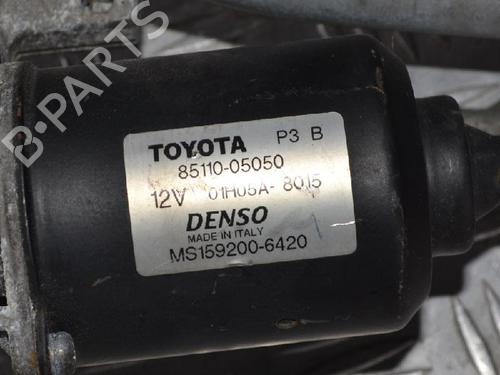 B-PARTS
TOYOTA P3 B
85110-05050
12V 01H05A- 8015
DENSO
MADE IN ITALY
MS159200-6420